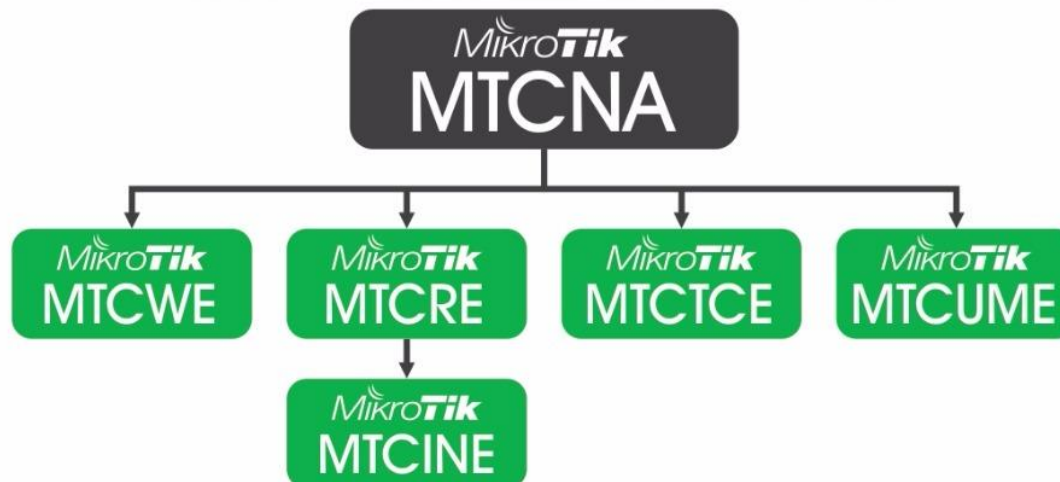 MikroTik
MTCNA
MikroTik
MTCWE
MikroTik
MTCRE
MikroTik
MTCTCE
MikroTik
MTCUME
MikroTik
MTCINE